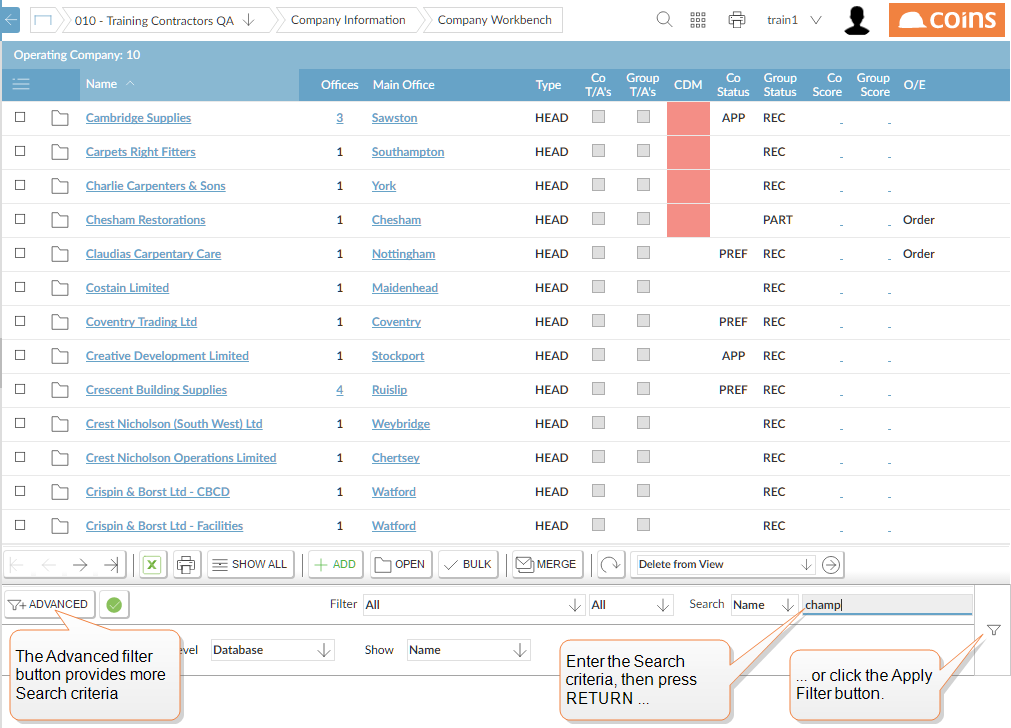 010 - Training Contractors QA Company Information Company Workbench train1 coins
Operating Company: 10
Name Offices Main Office Type Co T/A's Group T/A's CDM Co Status Group Status Co Score Group Score O/E
Cambridge Supplies 3 Sawston HEAD APP REC - -
Carpets Right Fitters 1 Southampton HEAD REC - -
Charlie Carpenters & Sons 1 York HEAD REC - -
Chesham Restorations 1 Chesham HEAD PART - Order
Claudias Carpentary Care 1 Nottingham HEAD PREF REC - - Order
Costain Limited 1 Maidenhead HEAD REC - -
Coventry Trading Ltd 1 Coventry HEAD PREF REC - -
Creative Development Limited 1 Stockport HEAD APP REC - -
Crescent Building Supplies 4 Ruislip HEAD PREF REC - -
Crest Nicholson (South West) Ltd 1 Weybridge HEAD REC - -
Crest Nicholson Operations Limited 1 Chertsey HEAD REC - -
Crispin & Borst Ltd - CBCD 1 Watford HEAD REC - -
Crispin & Borst Ltd - Facilities 1 Watford HEAD REC - -
SHOW ALL ADD OPEN BULK MERGE Delete from View
ADVANCED Filter All All Search Name champ
Database Show Name
The Advanced filter
button provides more
Search criteria
Enter the Search
criteria, then press
RETURN ...
... or click the Apply
Filter button.